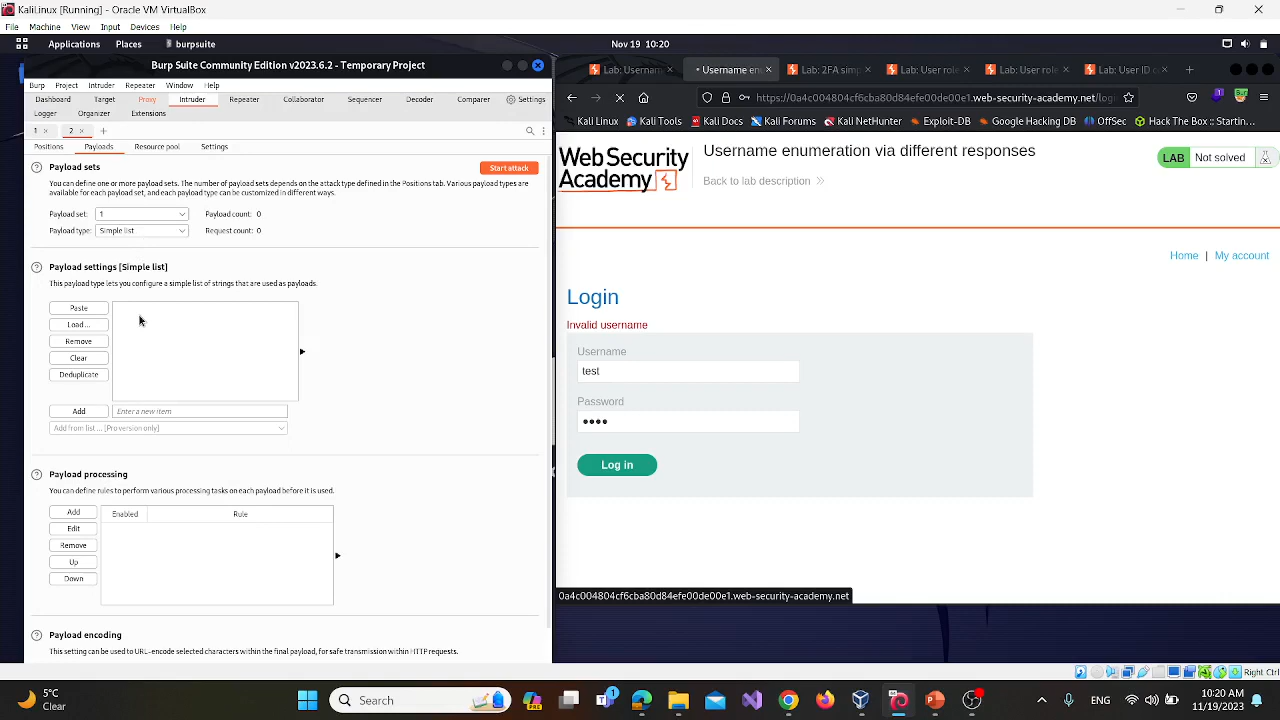 KaliLinux [Running] - Oracle VM VirtualBox
File Machine View Input Devices Help
Applications Places burpsuite Nov 19 10:20
Burp Suite Community Edition v2023.6.2 - Temporary Project
Burp Project Intruder Repeater Window Help
Dashboard Target Proxy Intruder Repeater Collaborator Sequencer Decoder Comparer Settings
Logger Organizer Extensions
1 × 2 × +
Positions Payloads Resource pool Settings
? Payload sets Start attack
You can define one or more payload sets. The number of payload sets depends on the attack type defined in the Positions tab. Various payload types are
available for each payload set, and each payload type can be customized in different ways.
Payload set: 1 Payload count: 0
Payload type: Simple list Request count: 0
? Payload settings [Simple list]
This payload type lets you configure a simple list of strings that are used as payloads.
Paste
Load ...
Remove
Clear
Deduplicate
Add Enter a new item
Add from list ... [Pro version only]
? Payload processing
You can define rules to perform various processing tasks on each payload before it is used.
Add Enabled Rule
Edit
Remove
Up
Down
? Payload encoding
This setting can be used to URL-encode selected characters within the final payload, for safe transmission within HTTP requests.
Lab: Usernam × Username en × Lab: 2FA simp × Lab: User role × Lab: User role × Lab: User ID c × +
https://0a4c004804cf6cba80d84efe00de00e1.web-security-academy.net/log
Kali Linux Kali Tools Kali Docs Kali Forums Kali NetHunter Exploit-DB Google Hacking DB OffSec Hack The Box :: Startin...
WebSecurity
Academy
Username enumeration via different responses
Back to lab description
LAB Not solved
Home | My account
Login
Invalid username
Username
test
Password
••••
Log in
0a4c004804cf6cba80d84efe00de00e1.web-security-academy.net
Right Ctrl
5°C
Clear
Search
1
ENG
10:20 AM
11/19/2023